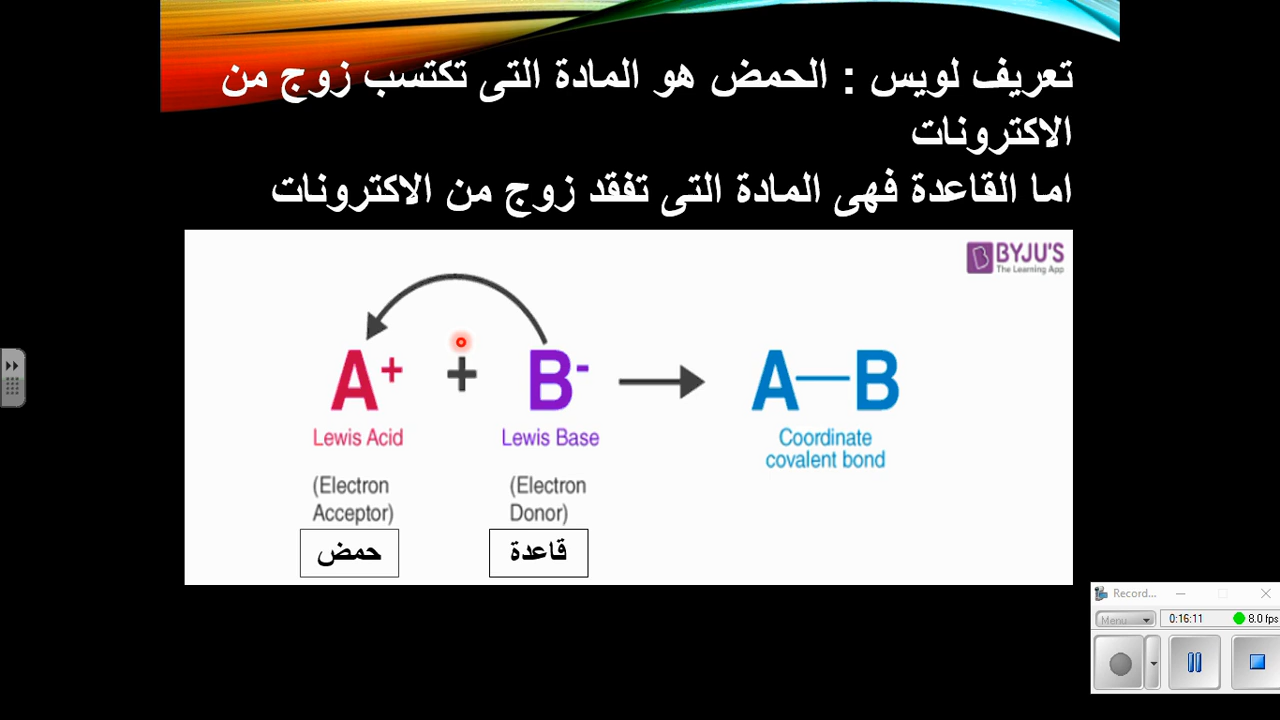 تعريف لويس : الحمض هو المادة التى تكتسب زوج من
الاكترونات
اما القاعدة فهى المادة التى تفقد زوج من الاكترونات
BYJU'S
The Learning App
A+ + B- A—B
Lewis Acid Lewis Base Coordinate
covalent bond
(Electron (Electron
Acceptor) Donor)
حمض قاعدة
Record...
Menu 0:16:11 8.0 fps